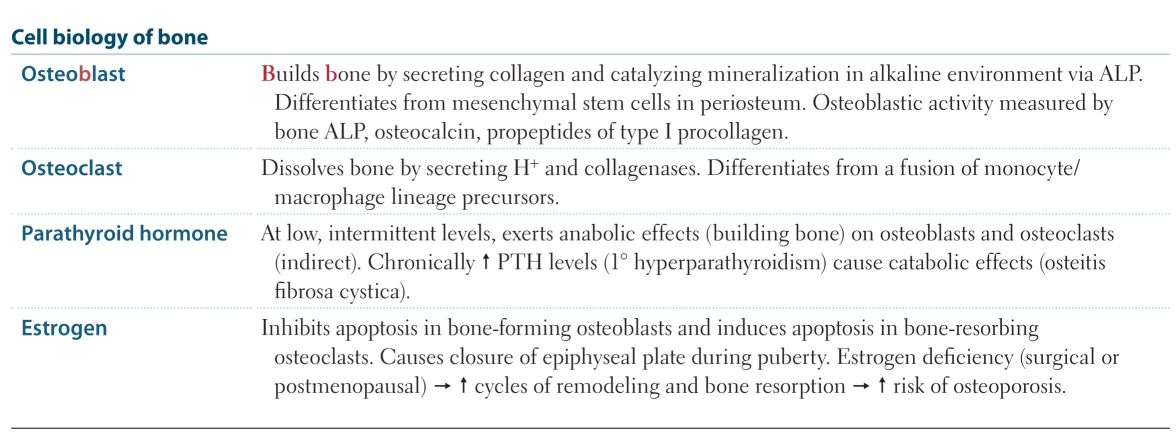 Cell biology of bone
Osteoblast Builds bone by secreting collagen and catalyzing mineralization in alkaline environment via ALP.
Differentiates from mesenchymal stem cells in periosteum. Osteoblastic activity measured by
bone ALP, osteocalcin, propeptides of type I procollagen.
Osteoclast Dissolves bone by secreting H⁺ and collagenases. Differentiates from a fusion of monocyte/
macrophage lineage precursors.
Parathyroid hormone At low, intermittent levels, exerts anabolic effects (building bone) on osteoblasts and osteoclasts
(indirect). Chronically ↑ PTH levels (1° hyperparathyroidism) cause catabolic effects (osteitis
fibrosa cystica).
Estrogen Inhibits apoptosis in bone-forming osteoblasts and induces apoptosis in bone-resorbing
osteoclasts. Causes closure of epiphyseal plate during puberty. Estrogen deficiency (surgical or
postmenopausal) → ↑ cycles of remodeling and bone resorption → ↑ risk of osteoporosis.